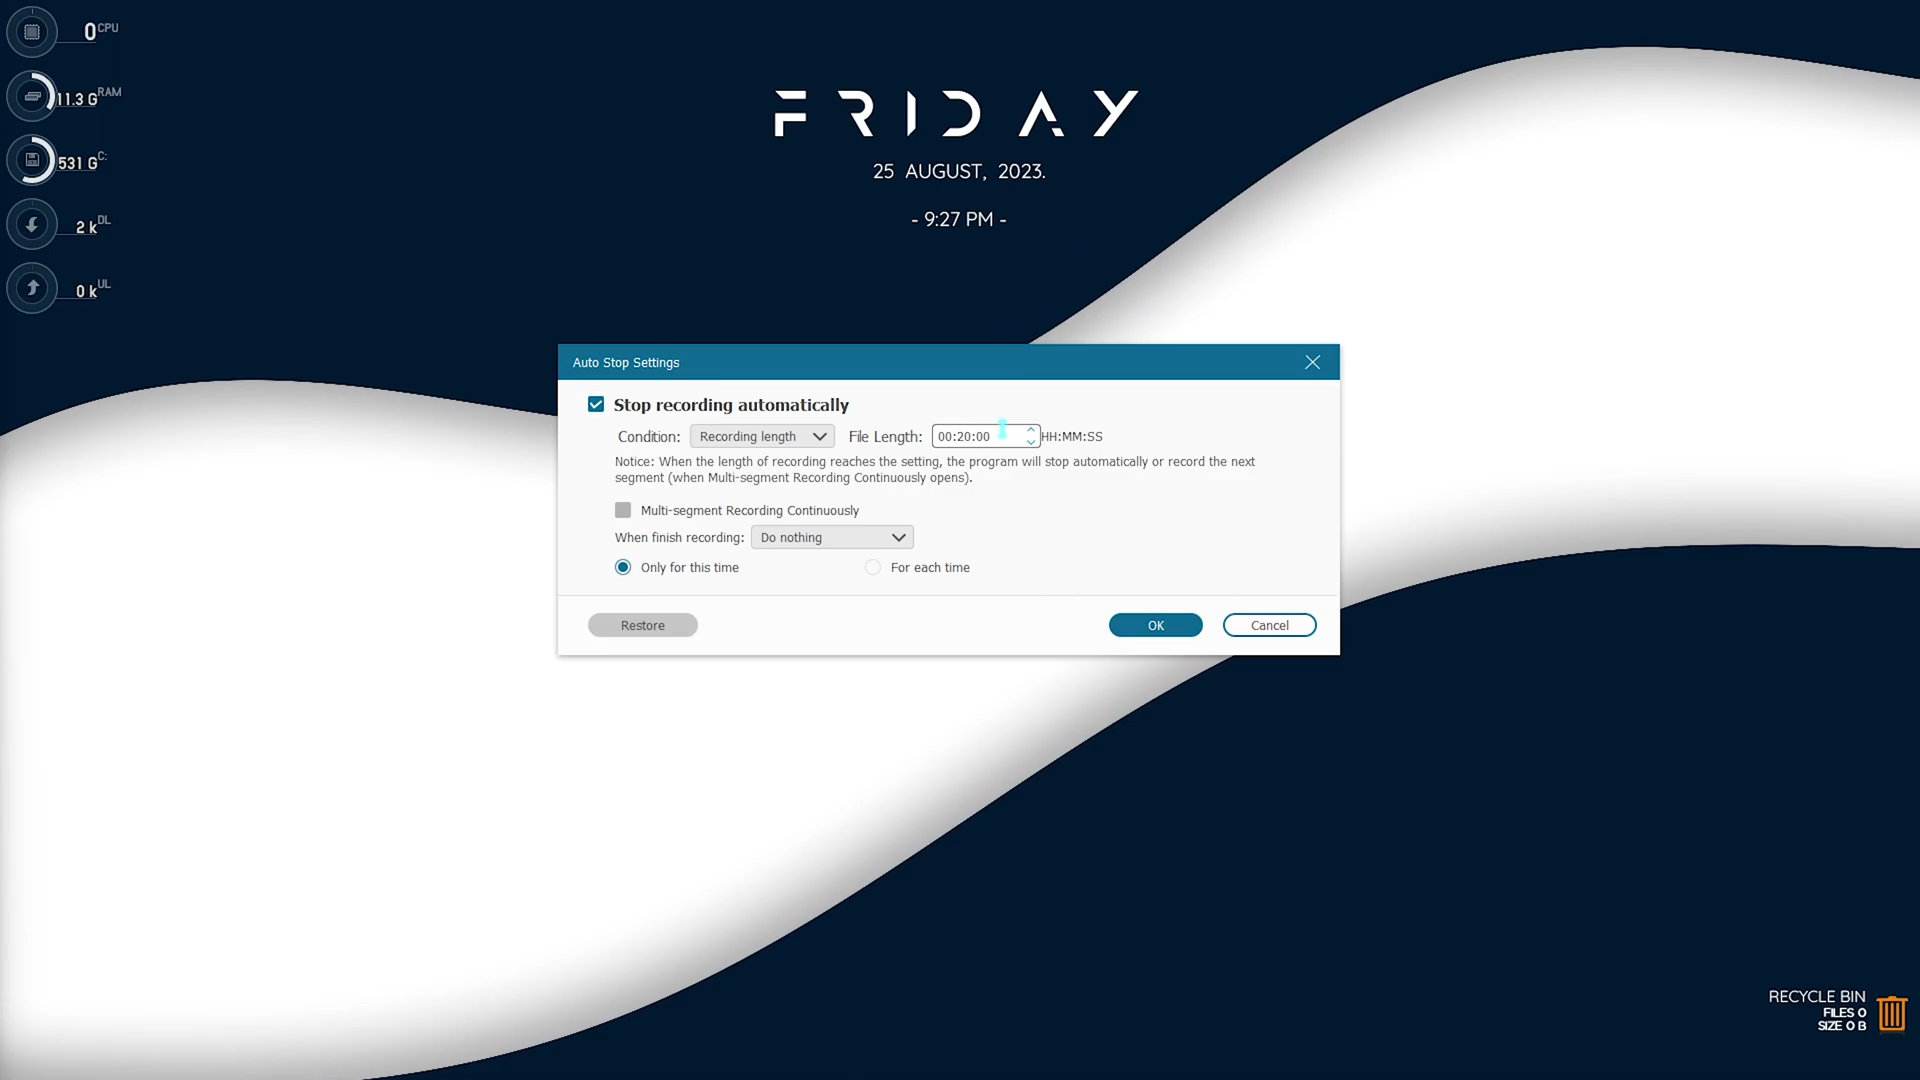 0 CPU
11.3 G RAM
531 G C:
2 k DL
0 k UL
FRIDAY
25 AUGUST, 2023.
- 9:27 PM -
Auto Stop Settings
Stop recording automatically
Condition: Recording length File Length: 00:20:00 HH:MM:SS
Notice: When the length of recording reaches the setting, the program will stop automatically or record the next
segment (when Multi-segment Recording Continuously opens).
Multi-segment Recording Continuously
When finish recording: Do nothing
Only for this time For each time
Restore OK Cancel
RECYCLE BIN
FILES 0
SIZE 0 B